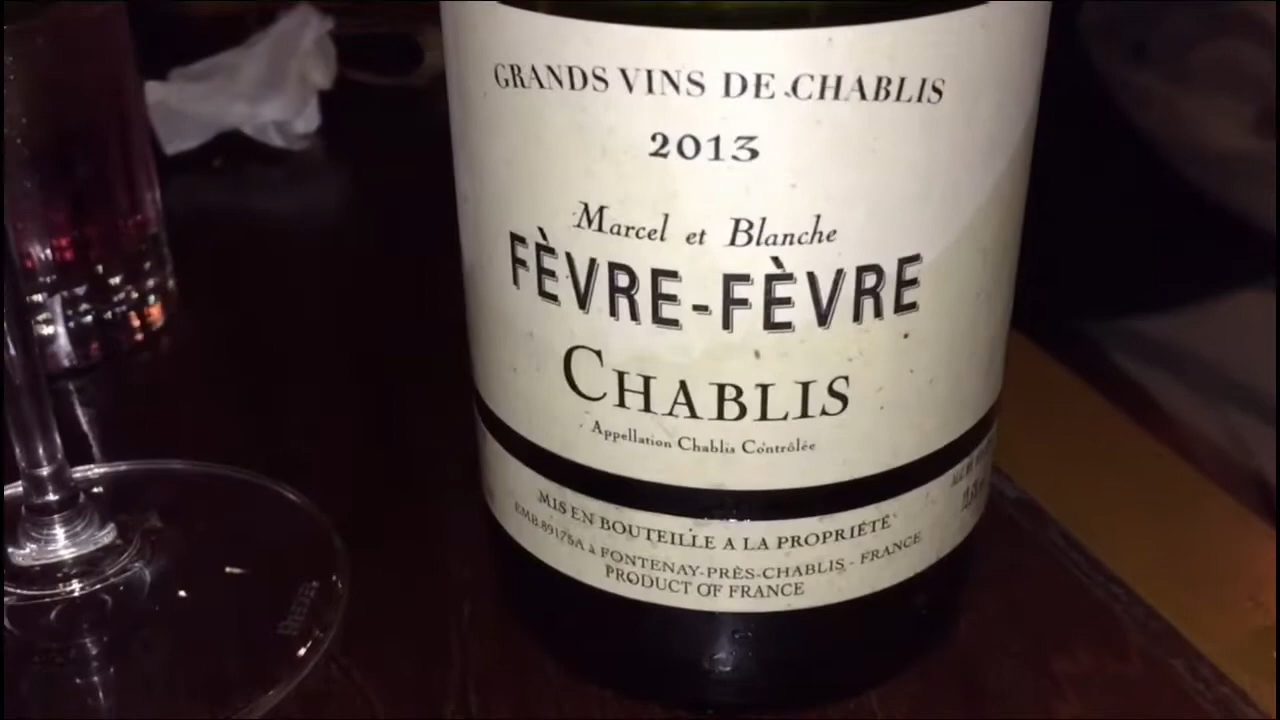 GRANDS VINS DE CHABLIS
2013
Marcel et Blanche
FÈVRE-FÈVRE
CHABLIS
Appellation Chablis Contrôlée
MIS EN BOUTEILLE A LA PROPRIÉTÉ
EMB.89175A à FONTENAY-PRÈS-CHABLIS - FRANCE
PRODUCT OF FRANCE